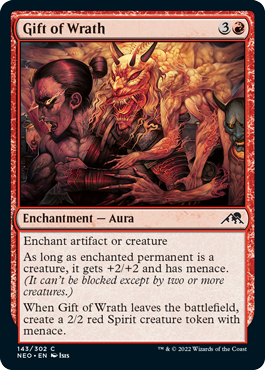 Gift of Wrath 3
Enchantment — Aura
Enchant artifact or creature
As long as enchanted permanent is a
creature, it gets +2/+2 and has menace.
(It can't be blocked except by two or more
creatures.)
When Gift of Wrath leaves the battlefield,
create a 2/2 red Spirit creature token with
menace.
143/302 C
NEO • EN Isis ™ & © 2022 Wizards of the Coast